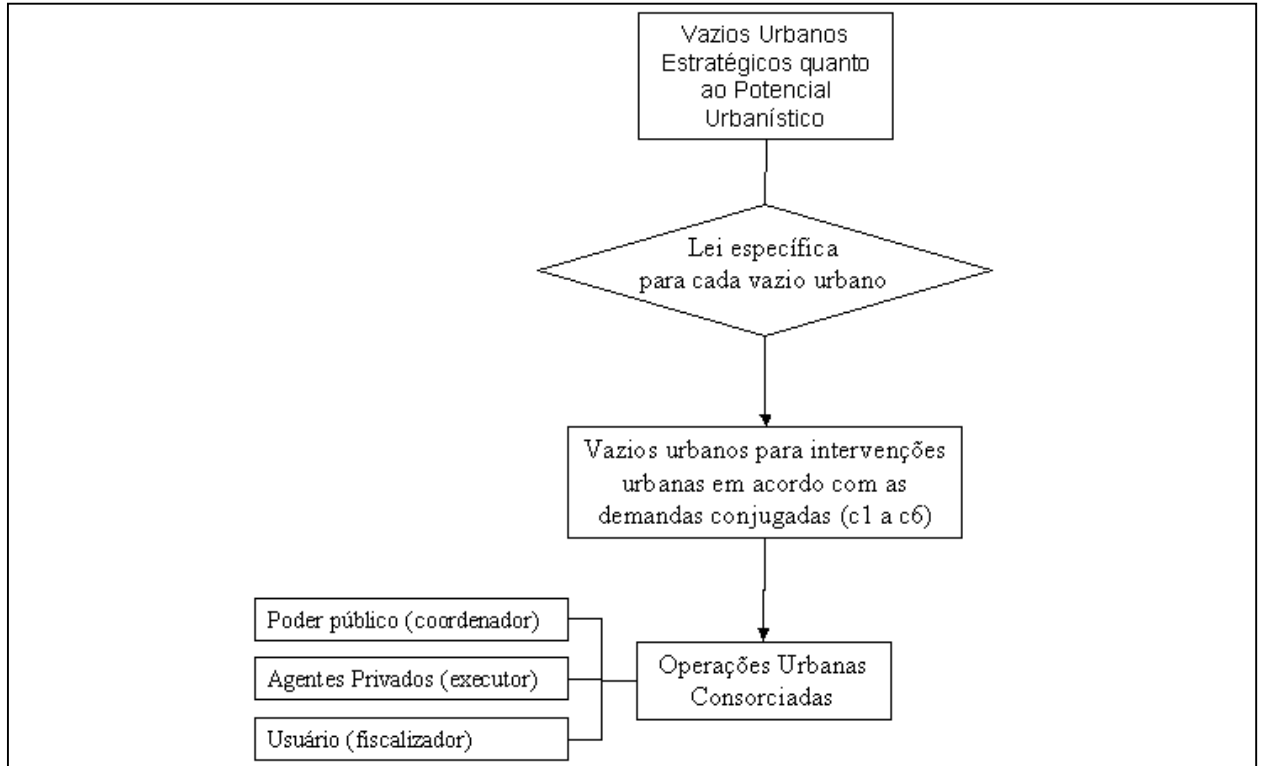 Vazios Urbanos
Estratégicos quanto
ao Potencial
Urbanístico
Lei específica
para cada vazio urbano
Vazios urbanos para intervenções
urbanas em acordo com as
demandas conjugadas (c1 a c6)
Poder público (coordenador)
Agentes Privados (executor)
Usuário (fiscalizador)
Operações Urbanas
Consorciadas